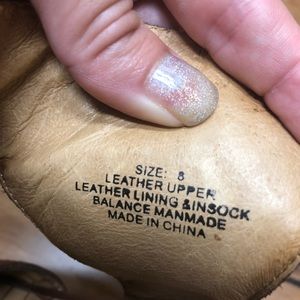 SIZE: 8
LEATHER UPPER
LEATHER LINING &INSOCK
BALANCE MANMADE
MADE IN CHINA